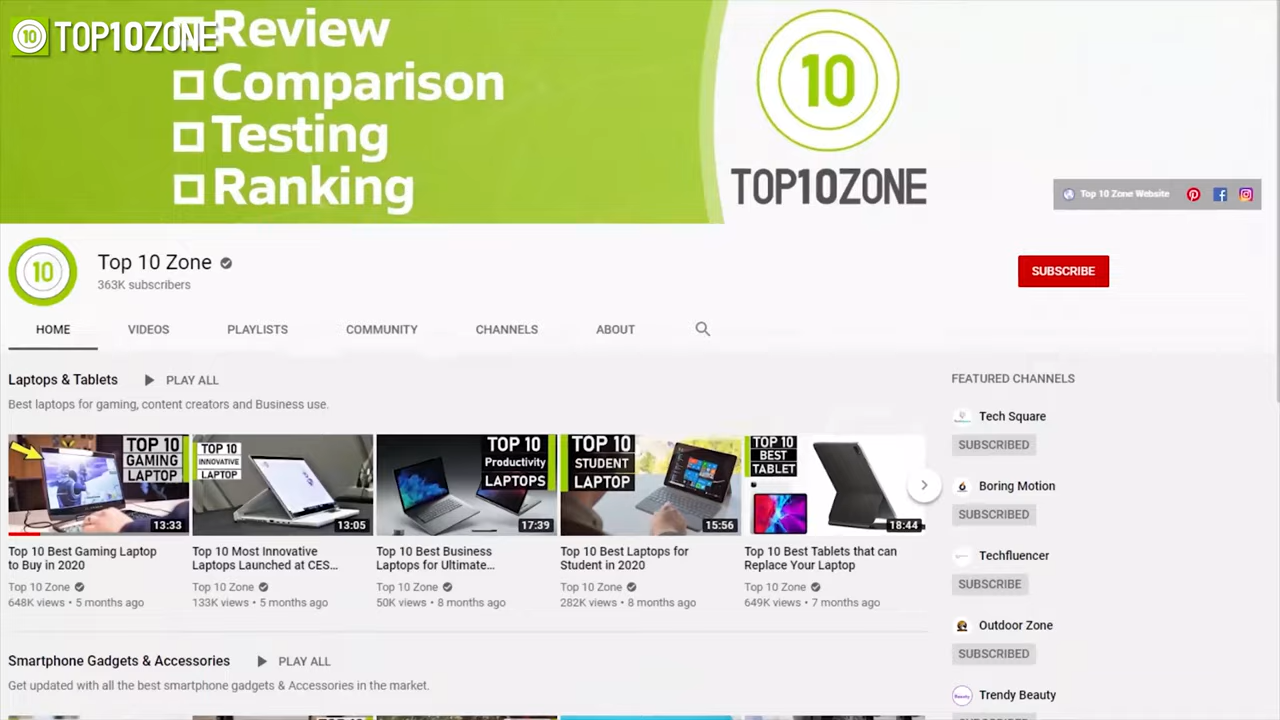 10 TOP10ZONE
Review
Comparison
Testing
Ranking
10
TOP10ZONE
Top 10 Zone Website
10
Top 10 Zone
363K subscribers
SUBSCRIBE
HOME VIDEOS PLAYLISTS COMMUNITY CHANNELS ABOUT
Laptops & Tablets PLAY ALL
Best laptops for gaming, content creators and Business use.
TOP 10
GAMING
LAPTOP
13:33
Top 10 Best Gaming Laptop
to Buy in 2020
Top 10 Zone
648K views • 5 months ago
TOP 10
INNOVATIVE
LAPTOP
13:05
Top 10 Most Innovative
Laptops Launched at CES...
Top 10 Zone
133K views • 5 months ago
TOP 10
Productivity
LAPTOPS
17:39
Top 10 Best Business
Laptops for Ultimate...
Top 10 Zone
50K views • 8 months ago
TOP 10
STUDENT
LAPTOP
15:56
Top 10 Best Laptops for
Student in 2020
Top 10 Zone
282K views • 8 months ago
TOP 10
BEST
TABLET
18:44
Top 10 Best Tablets that can
Replace Your Laptop
Top 10 Zone
649K views • 7 months ago
Smartphone Gadgets & Accessories PLAY ALL
Get updated with all the best smartphone gadgets & Accessories in the market.
FEATURED CHANNELS
Tech Square
SUBSCRIBED
Boring Motion
SUBSCRIBED
Techfluencer
SUBSCRIBE
Outdoor Zone
SUBSCRIBED
Trendy Beauty